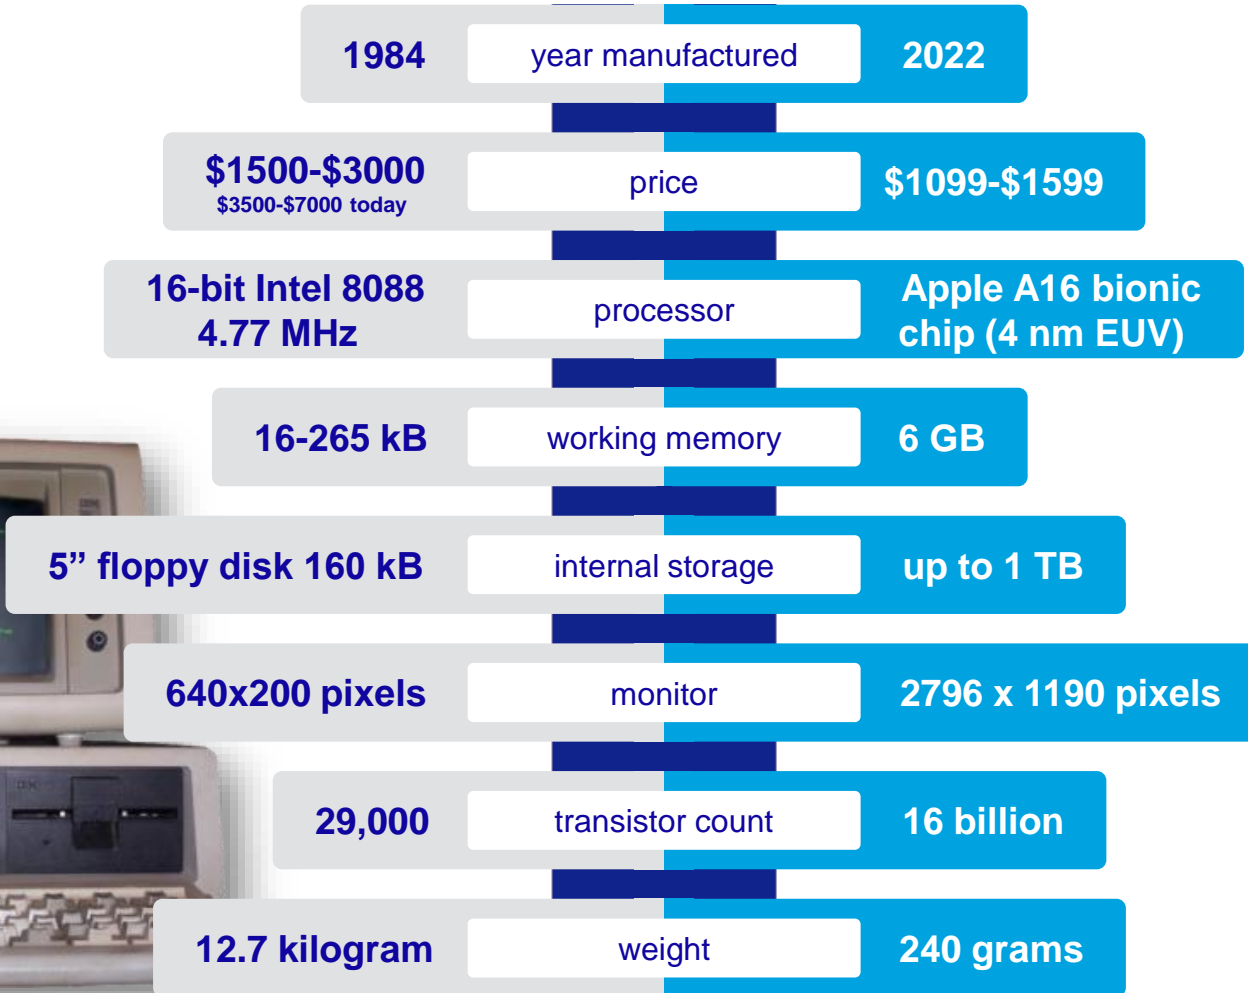 1984 year manufactured 2022
$1500-$3000
$3500-$7000 today
price
$1099-$1599
16-bit Intel 8088
4.77 MHz
processor
Apple A16 bionic
chip (4 nm EUV)
16-265 kB working memory 6 GB
IBM
5” floppy disk 160 kB internal storage up to 1 TB
640x200 pixels monitor 2796 x 1190 pixels
IBM
29,000 transistor count 16 billion
12.7 kilogram weight 240 grams